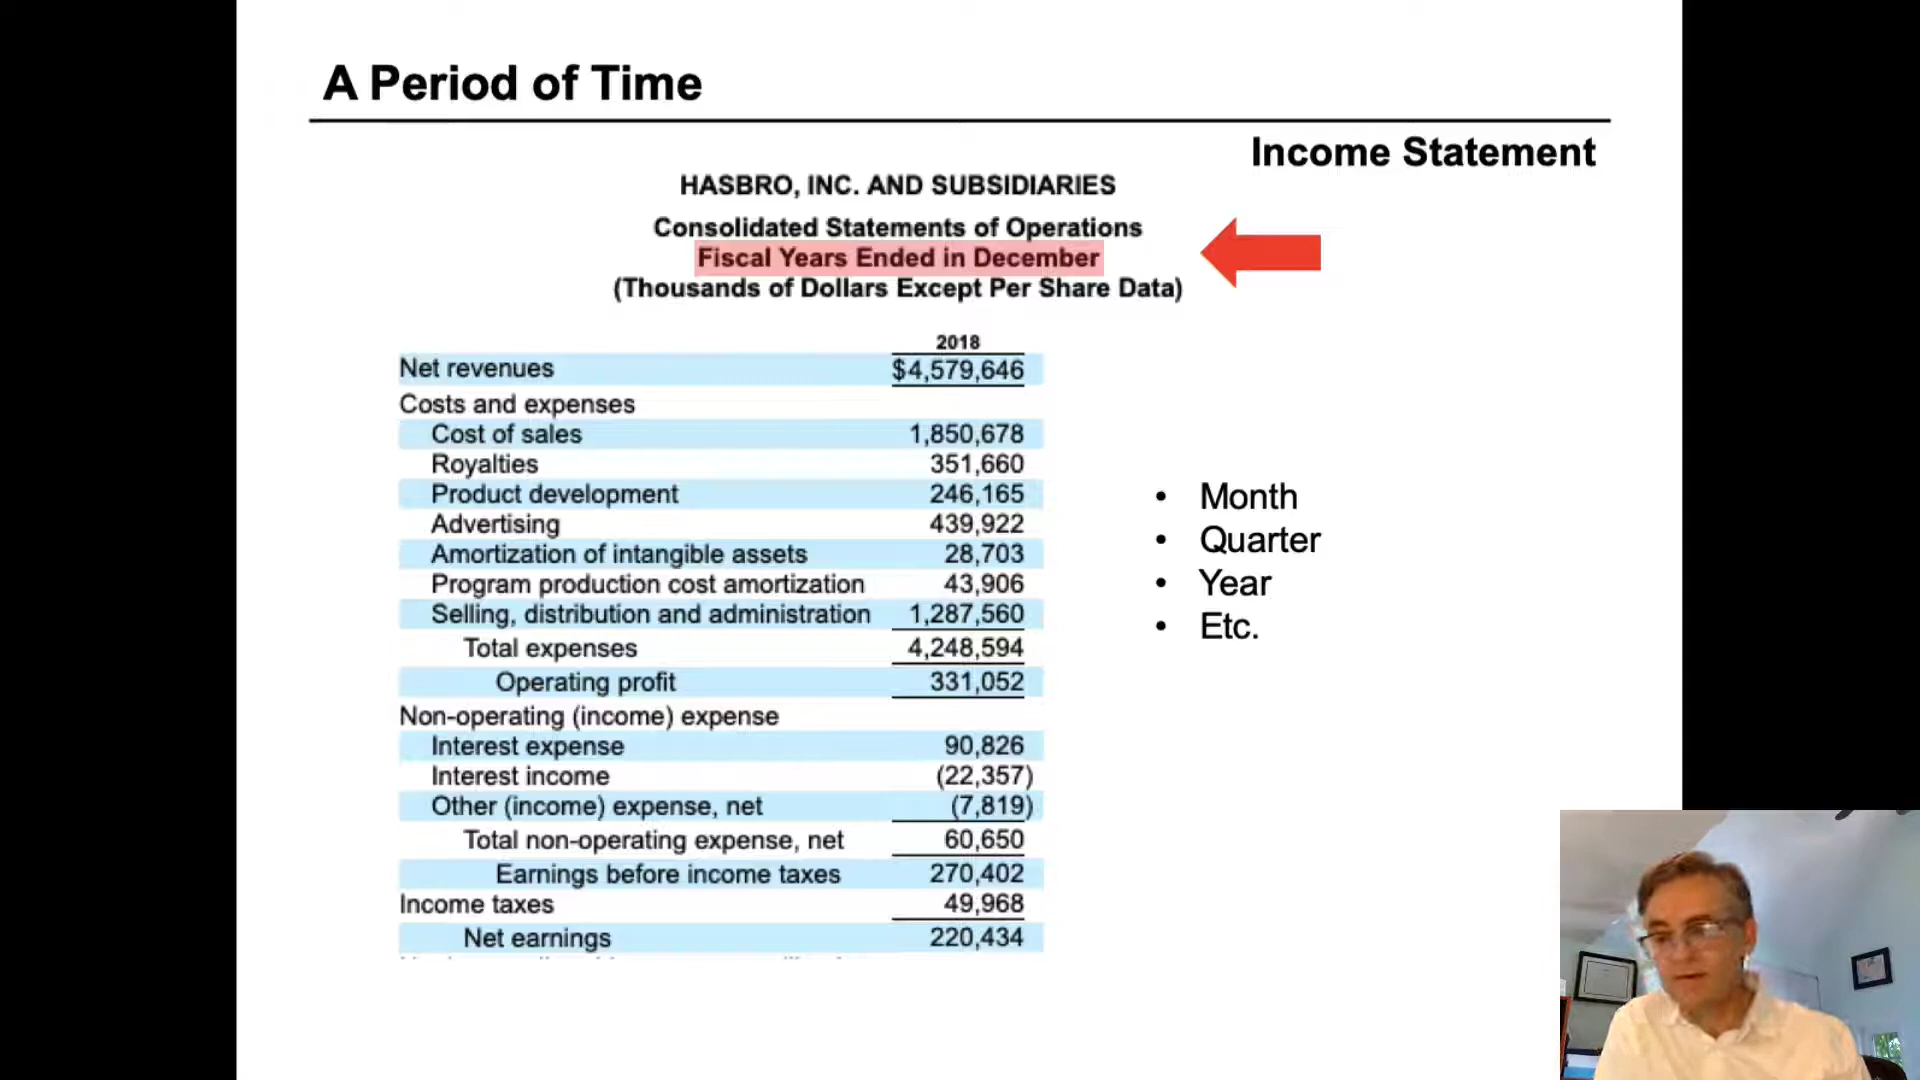 A Period of Time
Income Statement
HASBRO, INC. AND SUBSIDIARIES
Consolidated Statements of Operations
Fiscal Years Ended in December
(Thousands of Dollars Except Per Share Data)
2018
Net revenues $4,579,646
Costs and expenses
Cost of sales 1,850,678
Royalties 351,660
Product development 246,165
Advertising 439,922
Amortization of intangible assets 28,703
Program production cost amortization 43,906
Selling, distribution and administration 1,287,560
Total expenses 4,248,594
Operating profit 331,052
Non-operating (income) expense
Interest expense 90,826
Interest income (22,357)
Other (income) expense, net (7,819)
Total non-operating expense, net 60,650
Earnings before income taxes 270,402
Income taxes 49,968
Net earnings 220,434
• Month
• Quarter
• Year
• Etc.